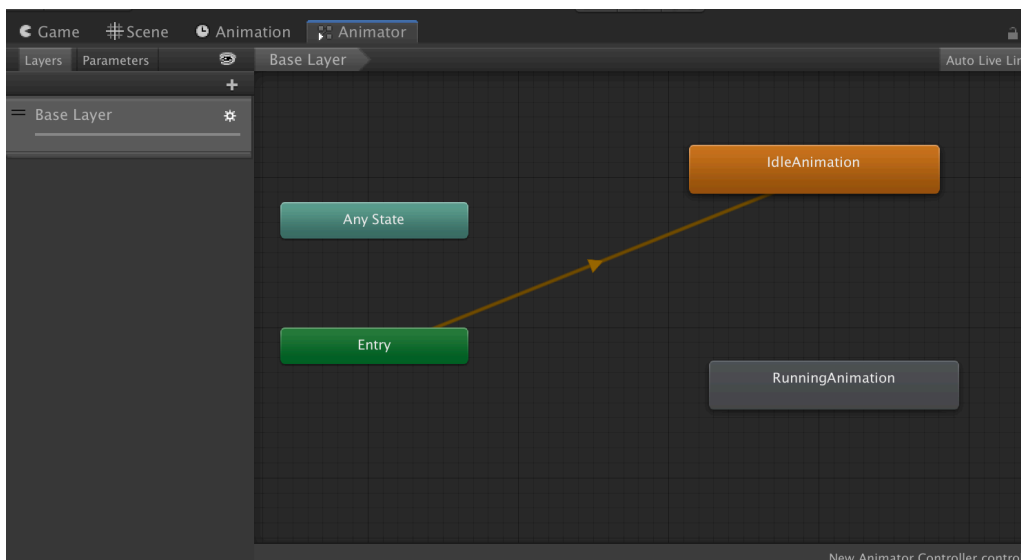 Game Scene Animation Animator
Layers Parameters Base Layer Auto Live Lin
Base Layer
IdleAnimation
Any State
Entry
RunningAnimation
New Animator Controller.contro